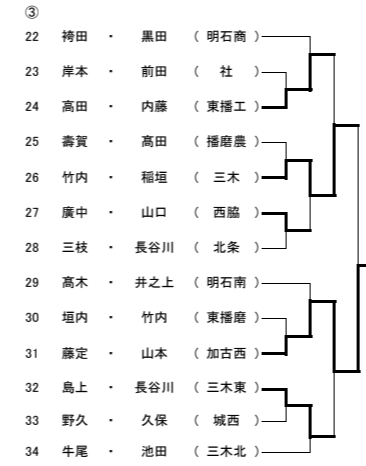 ③
22 袴田 ・ 黒田 ( 明石商 )
23 岸本 ・ 前田 ( 社 )
24 高田 ・ 内藤 ( 東播工 )
25 壽賀 ・ 髙田 ( 播磨農 )
26 竹内 ・ 稲垣 ( 三木 )
27 廣中 ・ 山口 ( 西脇 )
28 三枝 ・ 長谷川 ( 北条 )
29 髙木 ・ 井之上 ( 明石南 )
30 垣内 ・ 竹内 ( 東播磨 )
31 藤定 ・ 山本 ( 加古西 )
32 島上 ・ 長谷川 ( 三木東 )
33 野久 ・ 久保 ( 城西 )
34 牛尾 ・ 池田 ( 三木北 )